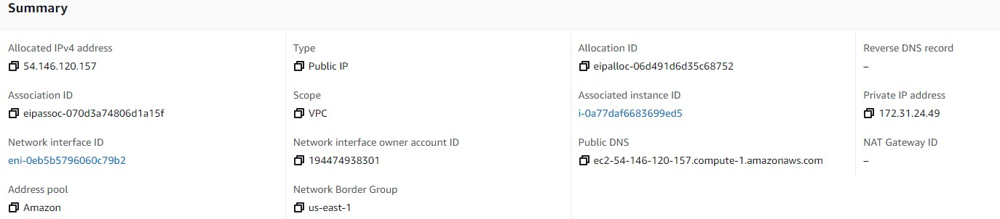 Summary
Allocated IPv4 address
54.146.120.157
Type
Public IP
Allocation ID
eipalloc-06d491d6d35c68752
Reverse DNS record
–
Association ID
eipassoc-070d3a74806d1a15f
Scope
VPC
Associated instance ID
i-0a77daf6683699ed5
Private IP address
172.31.24.49
Network interface ID
eni-0eb5b5796060c79b2
Network interface owner account ID
194474938301
Public DNS
ec2-54-146-120-157.compute-1.amazonaws.com
NAT Gateway ID
–
Address pool
Amazon
Network Border Group
us-east-1